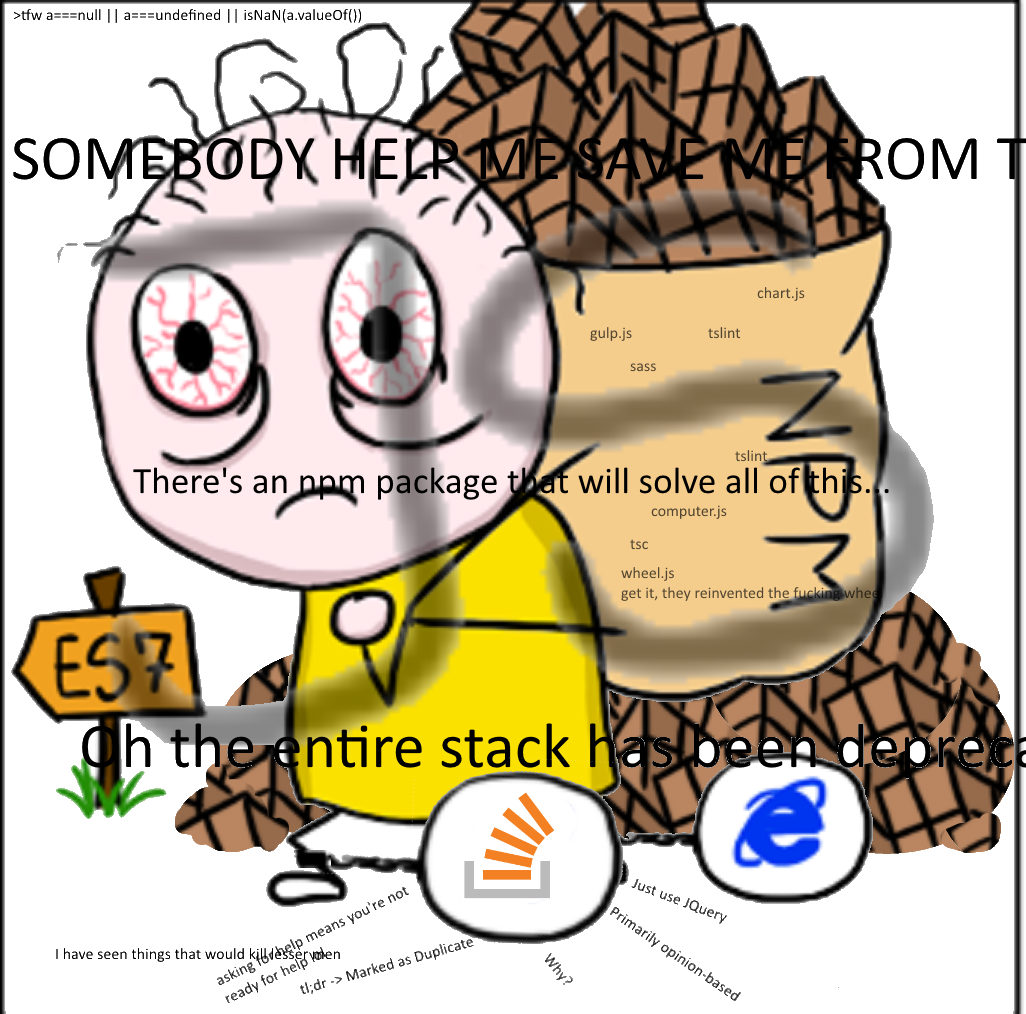 >tfw a===null || a===undefined || isNaN(a.valueOf())
SOMEBODY HELP ME SAVE ME FROM T
chart.js
gulp.js
tslint
sass
NPM
tslint
There's an npm package that will solve all of this...
computer.js
tsc
wheel.js
get it, they reinvented the fucking wheel
ES7
JS
Oh the entire stack has been depreca
e
Just use JQuery
asking for help means you're not
ready for help
Primarily opinion-based
I have seen things that would kill lesser men
tl;dr -> Marked as Duplicate
Why?